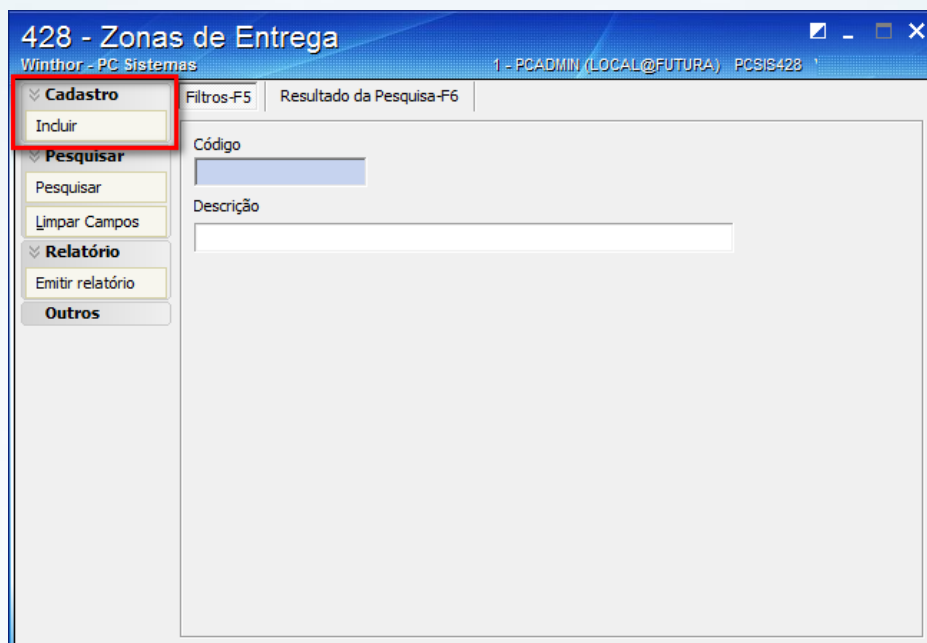 428 - Zonas de Entrega
Winthor - PC Sistemas
1 - PCADMIN (LOCAL@FUTURA) PCSIS428
Cadastro
Incluir
Pesquisar
Pesquisar
Limpar Campos
Relatório
Emitir relatório
Outros
Filtros-F5
Resultado da Pesquisa-F6
Código
Descrição